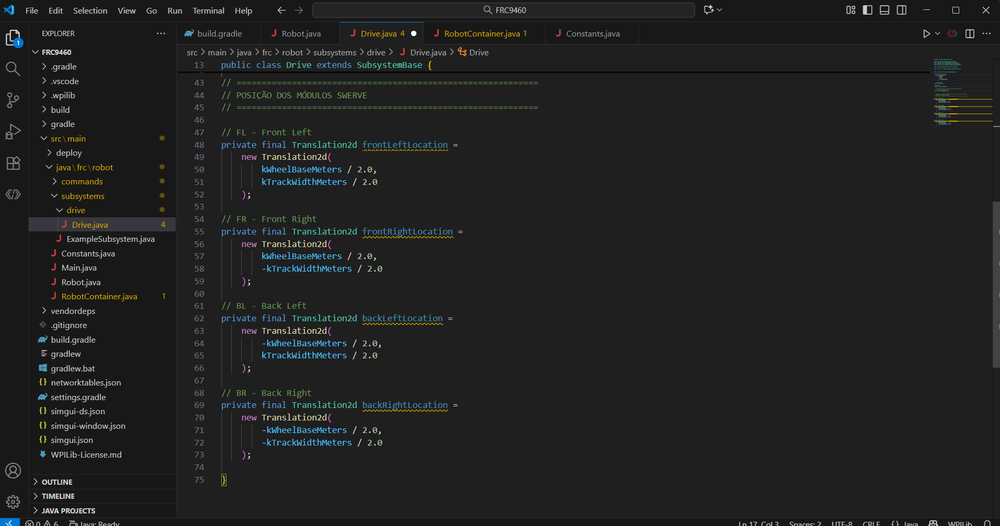 File Edit Selection View Go Run Terminal Help
FRC9460
EXPLORER
build.gradle
Robot.java
Drive.java 4
RobotContainer.java 1
Constants.java
src > main > java > frc > robot > subsystems > drive > Drive.java > Drive
1
FRC9460
.gradle
.vscode
.wpilib
build
gradle
src\main
deploy
java\frc\robot
commands
subsystems
drive
Drive.java 4
ExampleSubsystem.java
Constants.java
Main.java
Robot.java
RobotContainer.java 1
vendordeps
.gitignore
build.gradle
gradlew
gradlew.bat
networktables.json
settings.gradle
simgui-ds.json
simgui-window.json
simgui.json
WPILib-License.md
OUTLINE
TIMELINE
JAVA PROJECTS
13 public class Drive extends SubsystemBase {
43 // ============================================================
44 // POSIÇÃO DOS MÓDULOS SWERVE
45 // ============================================================
46
47 // FL - Front Left
48 private final Translation2d frontLeftLocation =
49 new Translation2d(
50 kWheelBaseMeters / 2.0,
51 kTrackWidthMeters / 2.0
52 );
53
54 // FR - Front Right
55 private final Translation2d frontRightLocation =
56 new Translation2d(
57 kWheelBaseMeters / 2.0,
58 -kTrackWidthMeters / 2.0
59 );
60
61 // BL - Back Left
62 private final Translation2d backLeftLocation =
63 new Translation2d(
64 -kWheelBaseMeters / 2.0,
65 kTrackWidthMeters / 2.0
66 );
67
68 // BR - Back Right
69 private final Translation2d backRightLocation =
70 new Translation2d(
71 -kWheelBaseMeters / 2.0,
72 -kTrackWidthMeters / 2.0
73 );
74
75 }
0 6 Java: Ready
Ln 17, Col 3 Spaces: 2 UTF-8 CRLF {} Java WPILib